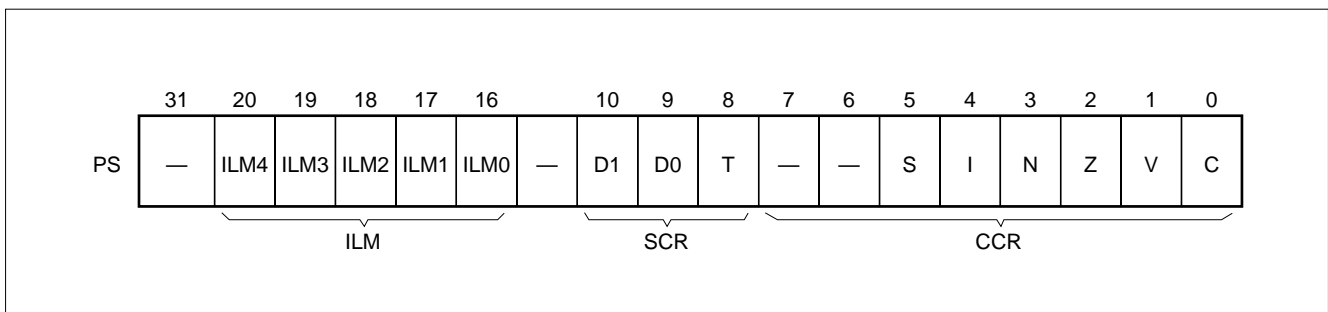 31 20 19 18 17 16 10 9 8 7 6 5 4 3 2 1 0
PS — ILM4 ILM3 ILM2 ILM1 ILM0 — D1 D0 T — — S I N Z V C
ILM SCR CCR